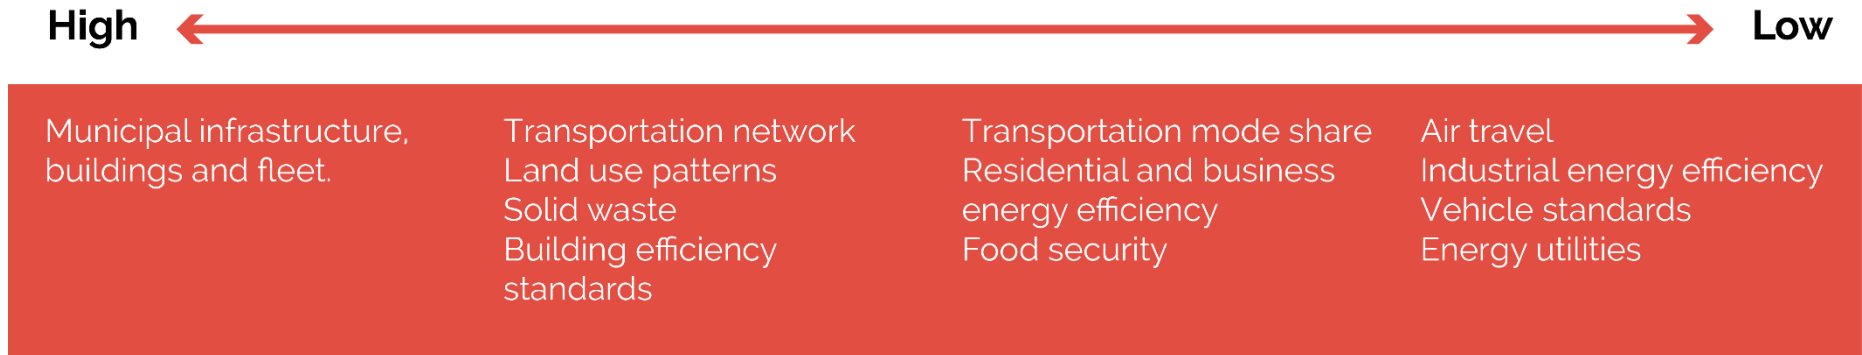 High
Low
Municipal infrastructure,
buildings and fleet.
Transportation network
Land use patterns
Solid waste
Building efficiency
standards
Transportation mode share
Residential and business
energy efficiency
Food security
Air travel
Industrial energy efficiency
Vehicle standards
Energy utilities